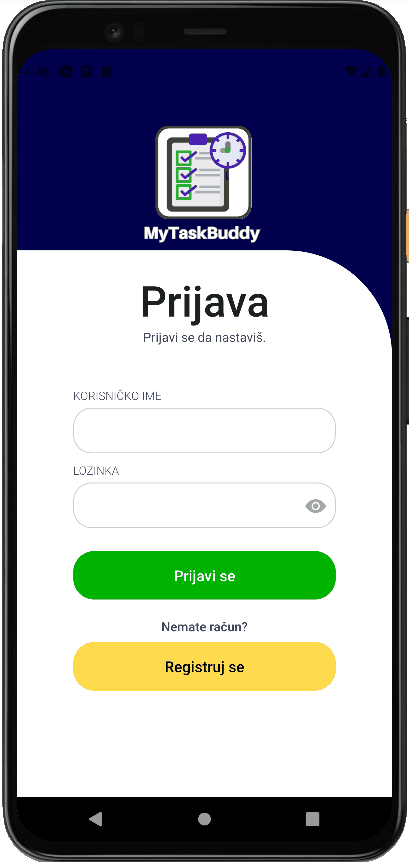 MyTaskBuddy
Prijava
Prijavi se da nastaviš.
KORISNIČKO IME
LOZINKA
Prijavi se
Nemate račun?
Registruj se